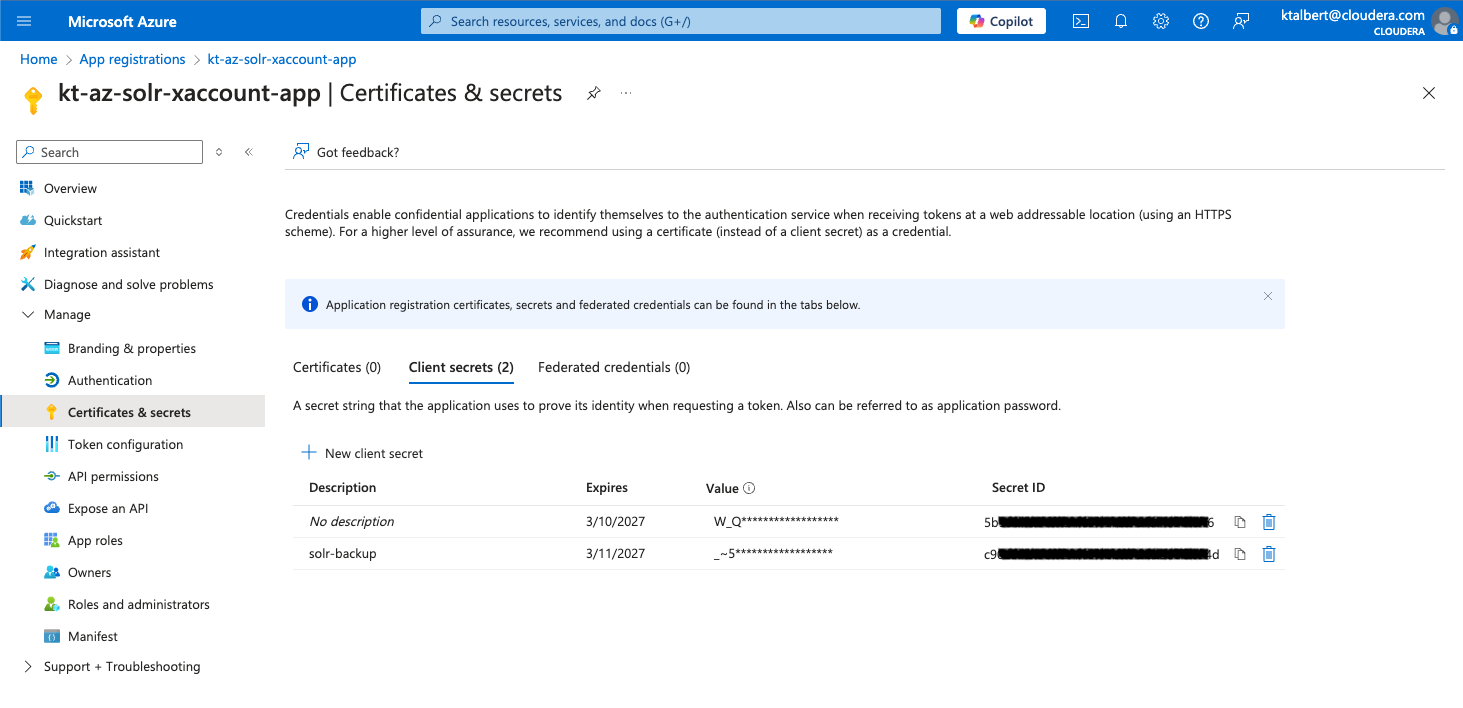 Microsoft Azure
Search resources, services, and docs (G+/)
Copilot
ktalbert@cloudera.com
CLOUDERA
Home > App registrations > kt-az-solr-xaccount-app
kt-az-solr-xaccount-app | Certificates & secrets
Search
Got feedback?
Overview
Quickstart
Integration assistant
Diagnose and solve problems
Manage
Branding & properties
Authentication
Certificates & secrets
Token configuration
API permissions
Expose an API
App roles
Owners
Roles and administrators
Manifest
Support + Troubleshooting
Credentials enable confidential applications to identify themselves to the authentication service when receiving tokens at a web addressable location (using an HTTPS
scheme). For a higher level of assurance, we recommend using a certificate (instead of a client secret) as a credential.
Application registration certificates, secrets and federated credentials can be found in the tabs below.
Certificates (0) Client secrets (2) Federated credentials (0)
A secret string that the application uses to prove its identity when requesting a token. Also can be referred to as application password.
New client secret
Description Expires Value Secret ID
No description 3/10/2027 W_Q****************** 5b 6
solr-backup 3/11/2027 _~5****************** c9 4d